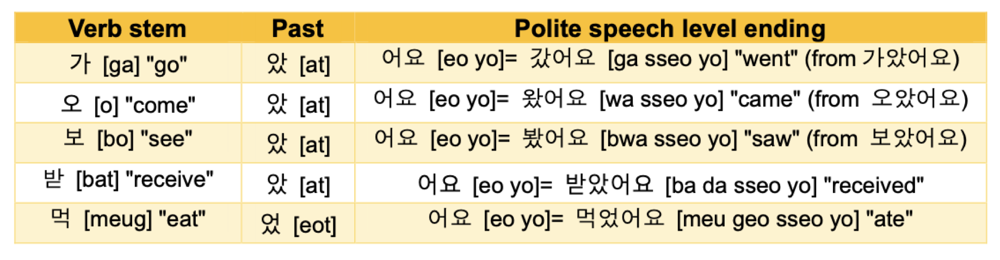 Verb stem Past Polite speech level ending
가 [ga] "go" 았 [at] 어요 [eo yo]= 갔어요 [ga sseo yo] "went" (from 가았어요)
오 [o] "come" 았 [at] 어요 [eo yo]= 왔어요 [wa sseo yo] "came" (from 오았어요)
보 [bo] "see" 았 [at] 어요 [eo yo]= 봤어요 [bwa sseo yo] "saw" (from 보았어요)
받 [bat] "receive" 았 [at] 어요 [eo yo]= 받았어요 [ba da sseo yo] "received"
먹 [meug] "eat" 었 [eot] 어요 [eo yo]= 먹었어요 [meu geo sseo yo] "ate"